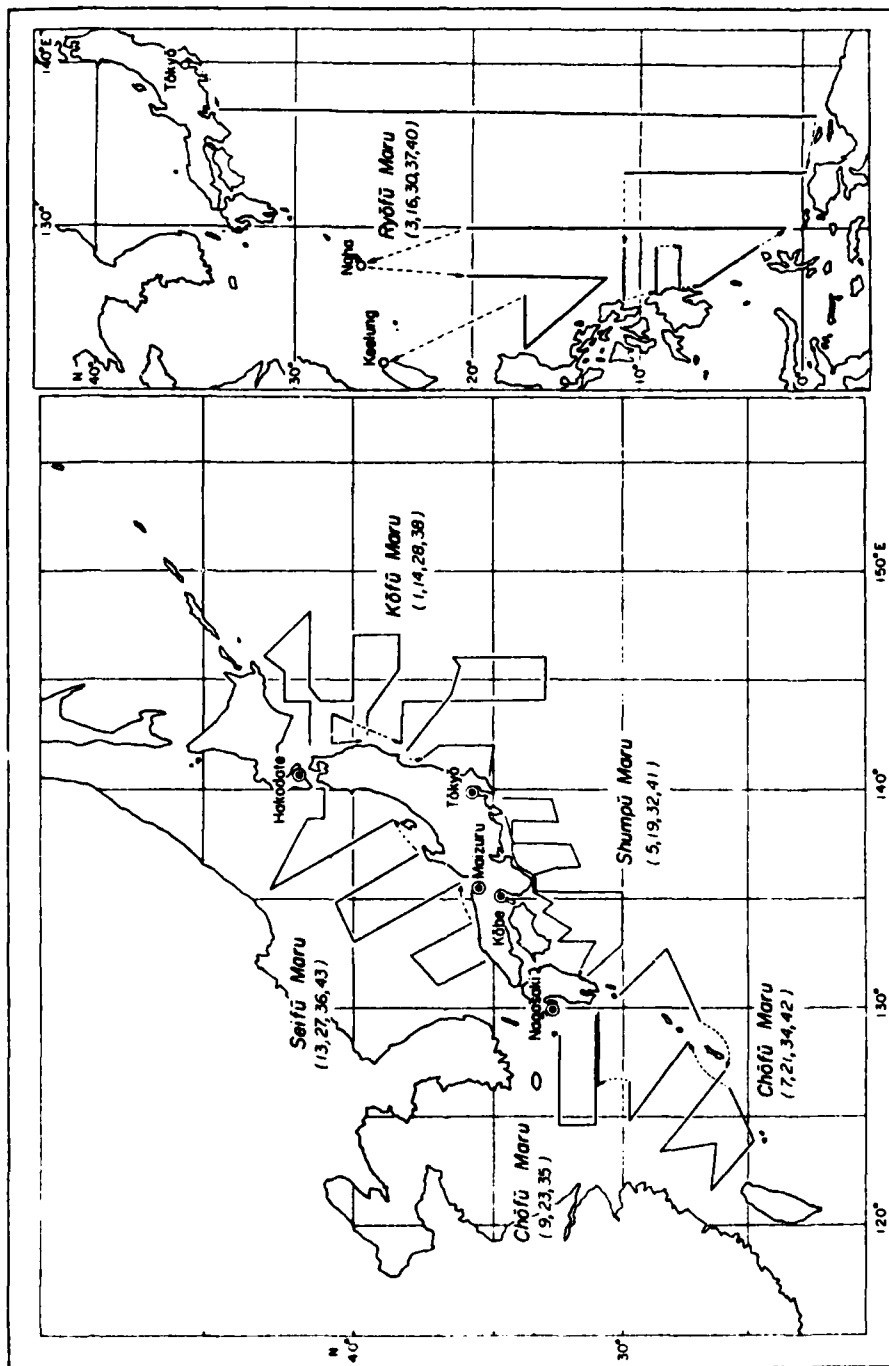 N
40°
30°
120°
130°
140°
150°E
Seifū Maru
(13,27,36,43)
Chōfū Maru
(9,23,35)
Chōfū Maru
(7,21,34,42)
Shumpū Maru
(5,19,32,41)
Kōfū Maru
(1,14,28,38)
Hakodate
Tōkyō
Maizuru
Kōbe
Nagasaki
N
40°
30°
20°
10°
0°
130°
140°E
Tōkyō
Naha
Keelung
Ryōfū Maru
(3,16,30,37,40)